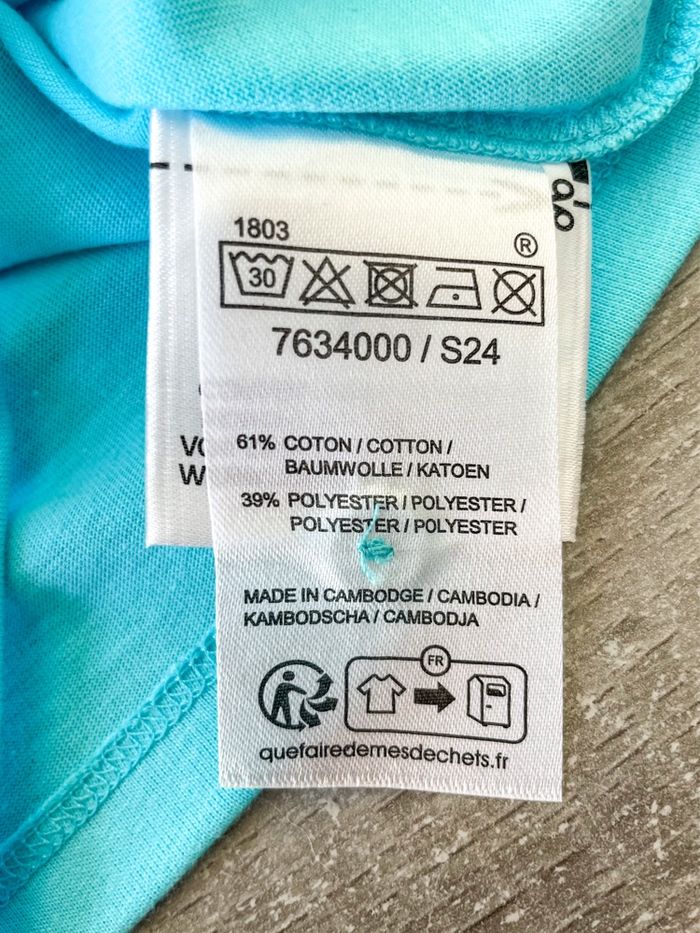 1803
®
30
7634000 / S24
61% COTON / COTTON /
BAUMWOLLE / KATOEN
39% POLYESTER / POLYESTER /
POLYESTER / POLYESTER
MADE IN CAMBODGE / CAMBODIA /
KAMBODSCHA / CAMBODJA
FR
quefairedemesdechets.fr